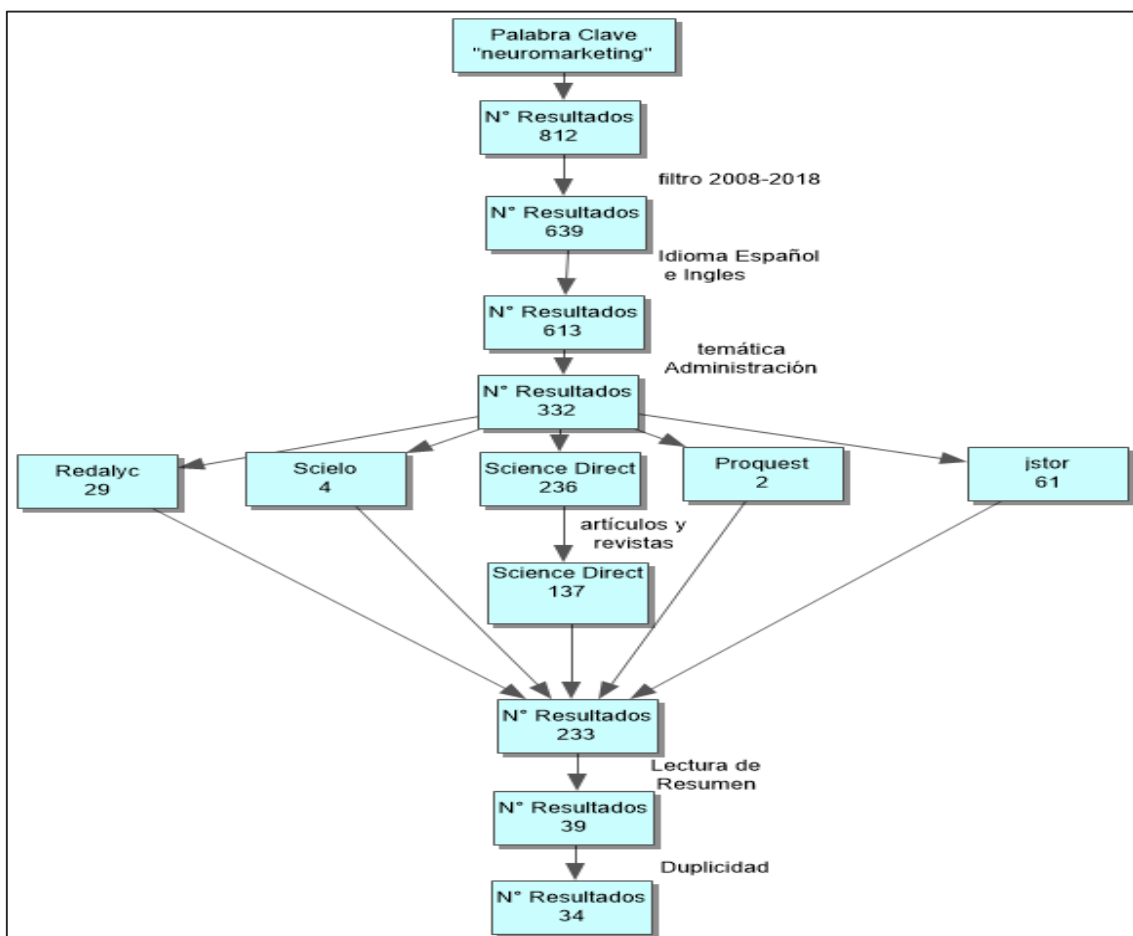 Palabra Clave
"neuromarketing"
N° Resultados
812
filtro 2008-2018
N° Resultados
639
Idioma Español
e Ingles
N° Resultados
613
temática
Administración
N° Resultados
332
Redalyc
29
Scielo
4
Science Direct
236
Proquest
2
jstor
61
artículos y
revistas
Science Direct
137
N° Resultados
233
Lectura de
Resumen
N° Resultados
39
Duplicidad
N° Resultados
34